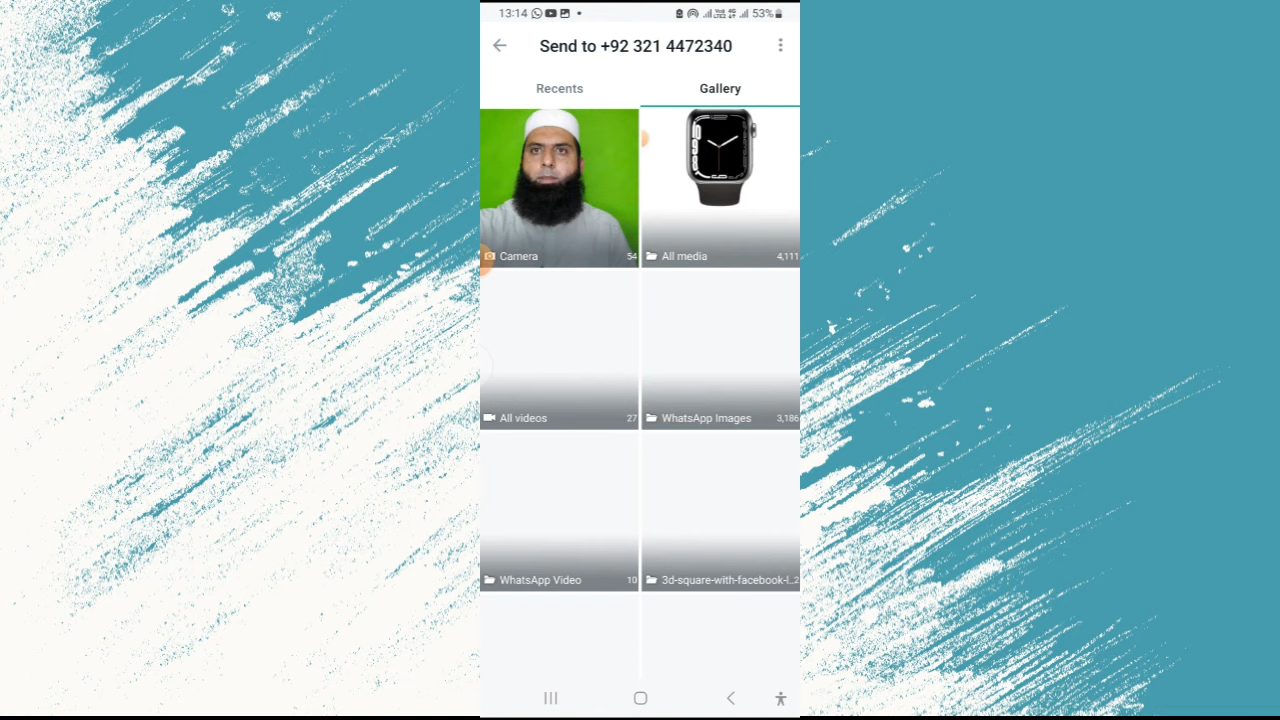 13:14 53%
Send to +92 321 4472340
Recents Gallery
Camera 54 All media 4,111
All videos 27 WhatsApp Images 3,186
WhatsApp Video 10 3d-square-with-facebook-l... 2